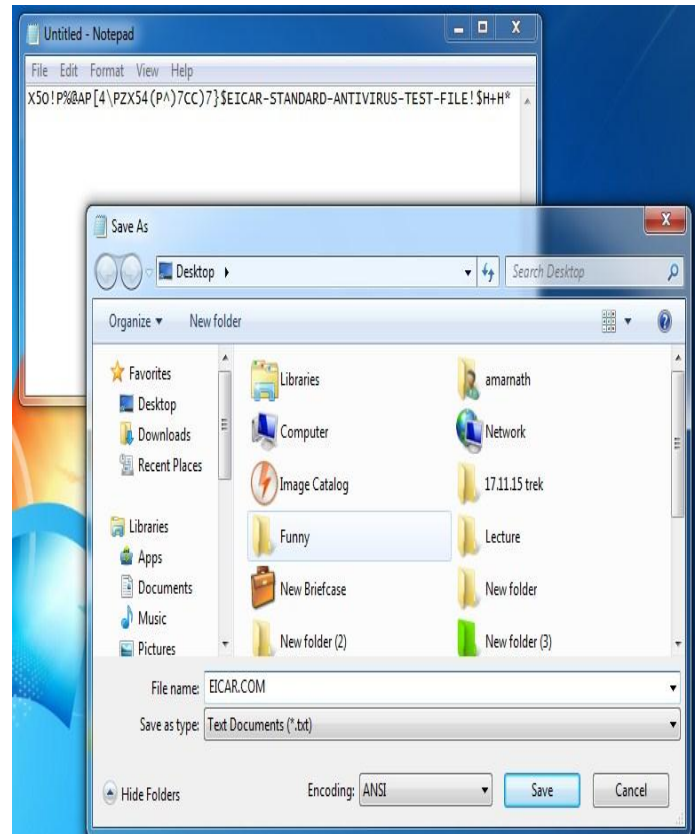 Untitled - Notepad
File Edit Format View Help
X5O!P%@AP[4\PZX54(P^)7CC)7}$EICAR-STANDARD-ANTIVIRUS-TEST-FILE!$H+H*
Save As
Desktop
Search Desktop
Organize New folder
Favorites
Desktop
Downloads
Recent Places
Libraries
Apps
Documents
Music
Pictures
Libraries amarnath
Computer Network
Image Catalog 17.11.15 trek
Funny Lecture
New Briefcase New folder
New folder (2) New folder (3)
File name: EICAR.COM
Save as type: Text Documents (*.txt)
Hide Folders Encoding: ANSI Save Cancel